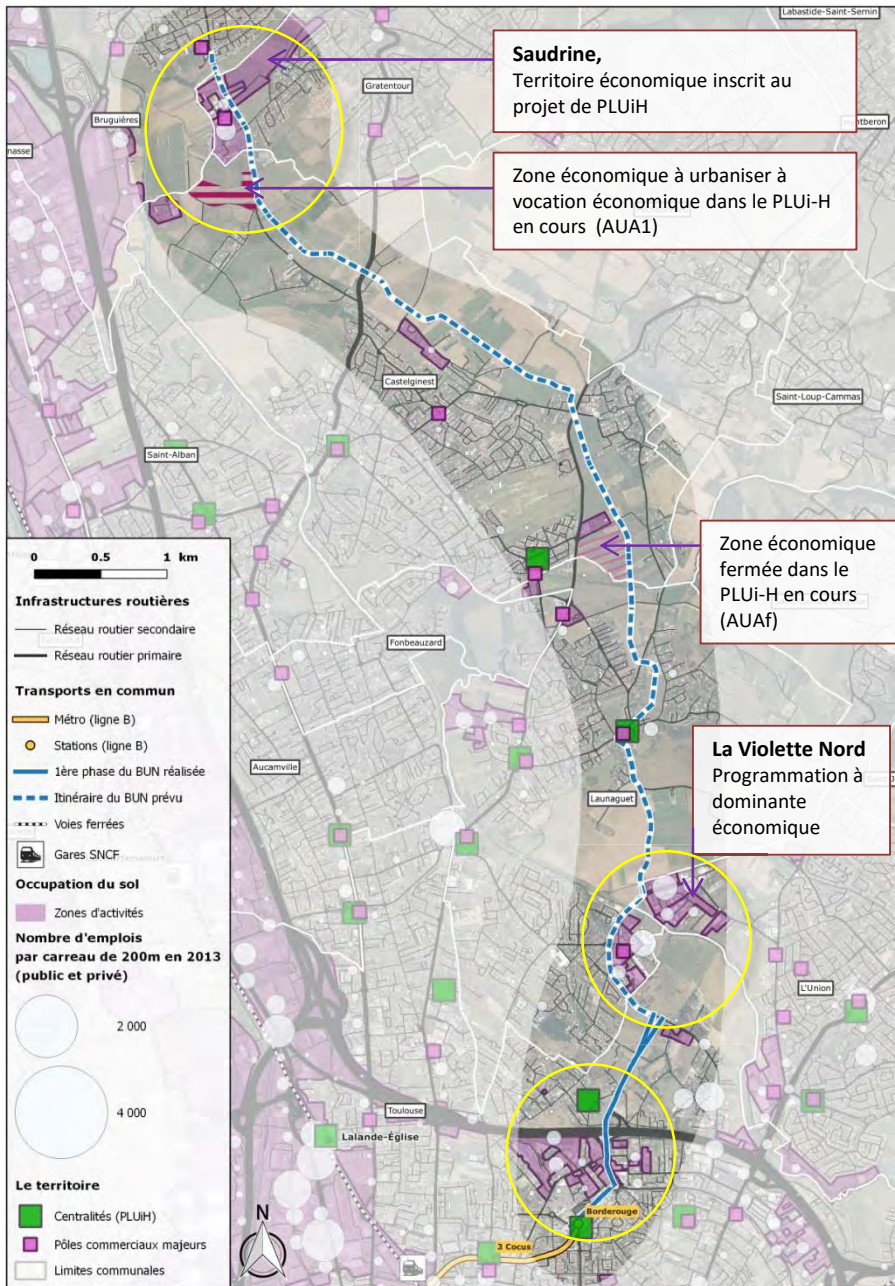 Labastide-Saint-Sernin
Saudrine,
Territoire économique inscrit au
projet de PLUiH
Gratentour
Bruguières
Montberon
nasse
Zone économique à urbaniser à
vocation économique dans le PLUi-H
en cours (AUA1)
Castelginest
Saint-Loup-Cammas
Saint-Alban
Zone économique
fermée dans le
PLUi-H en cours
(AUAf)
Fonbeauzard
La Violette Nord
Programmation à
dominante
économique
Aucamville
Launaguet
L'Union
Toulouse
Lalande-Église
Borderouge
3 Cocus
N
0 0.5 1 km
Infrastructures routières
Réseau routier secondaire
Réseau routier primaire
Transports en commun
Métro (ligne B)
Stations (ligne B)
1ère phase du BUN réalisée
Itinéraire du BUN prévu
Voies ferrées
Gares SNCF
Occupation du sol
Zones d'activités
Nombre d'emplois
par carreau de 200m en 2013
(public et privé)
2 000
4 000
Le territoire
Centralités (PLUiH)
Pôles commerciaux majeurs
Limites communales